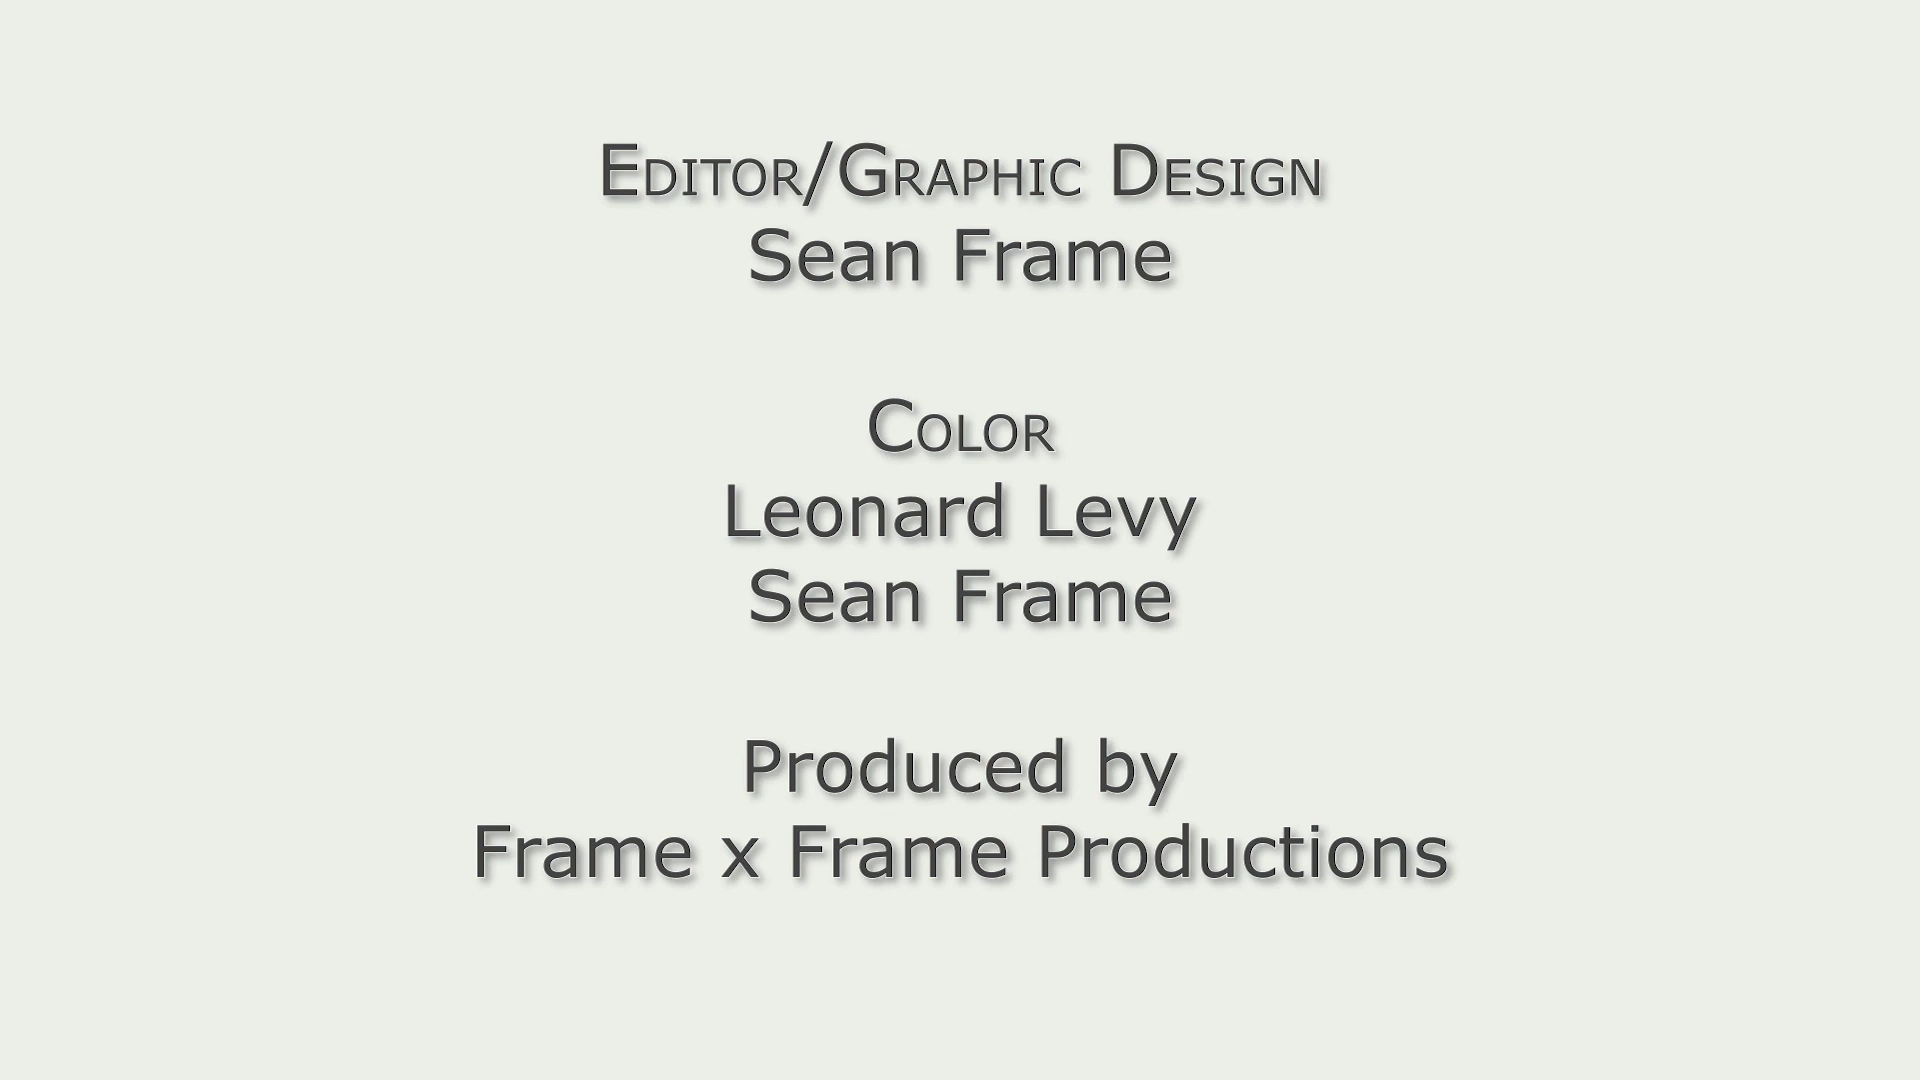 Editor/Graphic Design
Sean Frame
Color
Leonard Levy
Sean Frame
Produced by
Frame x Frame Productions